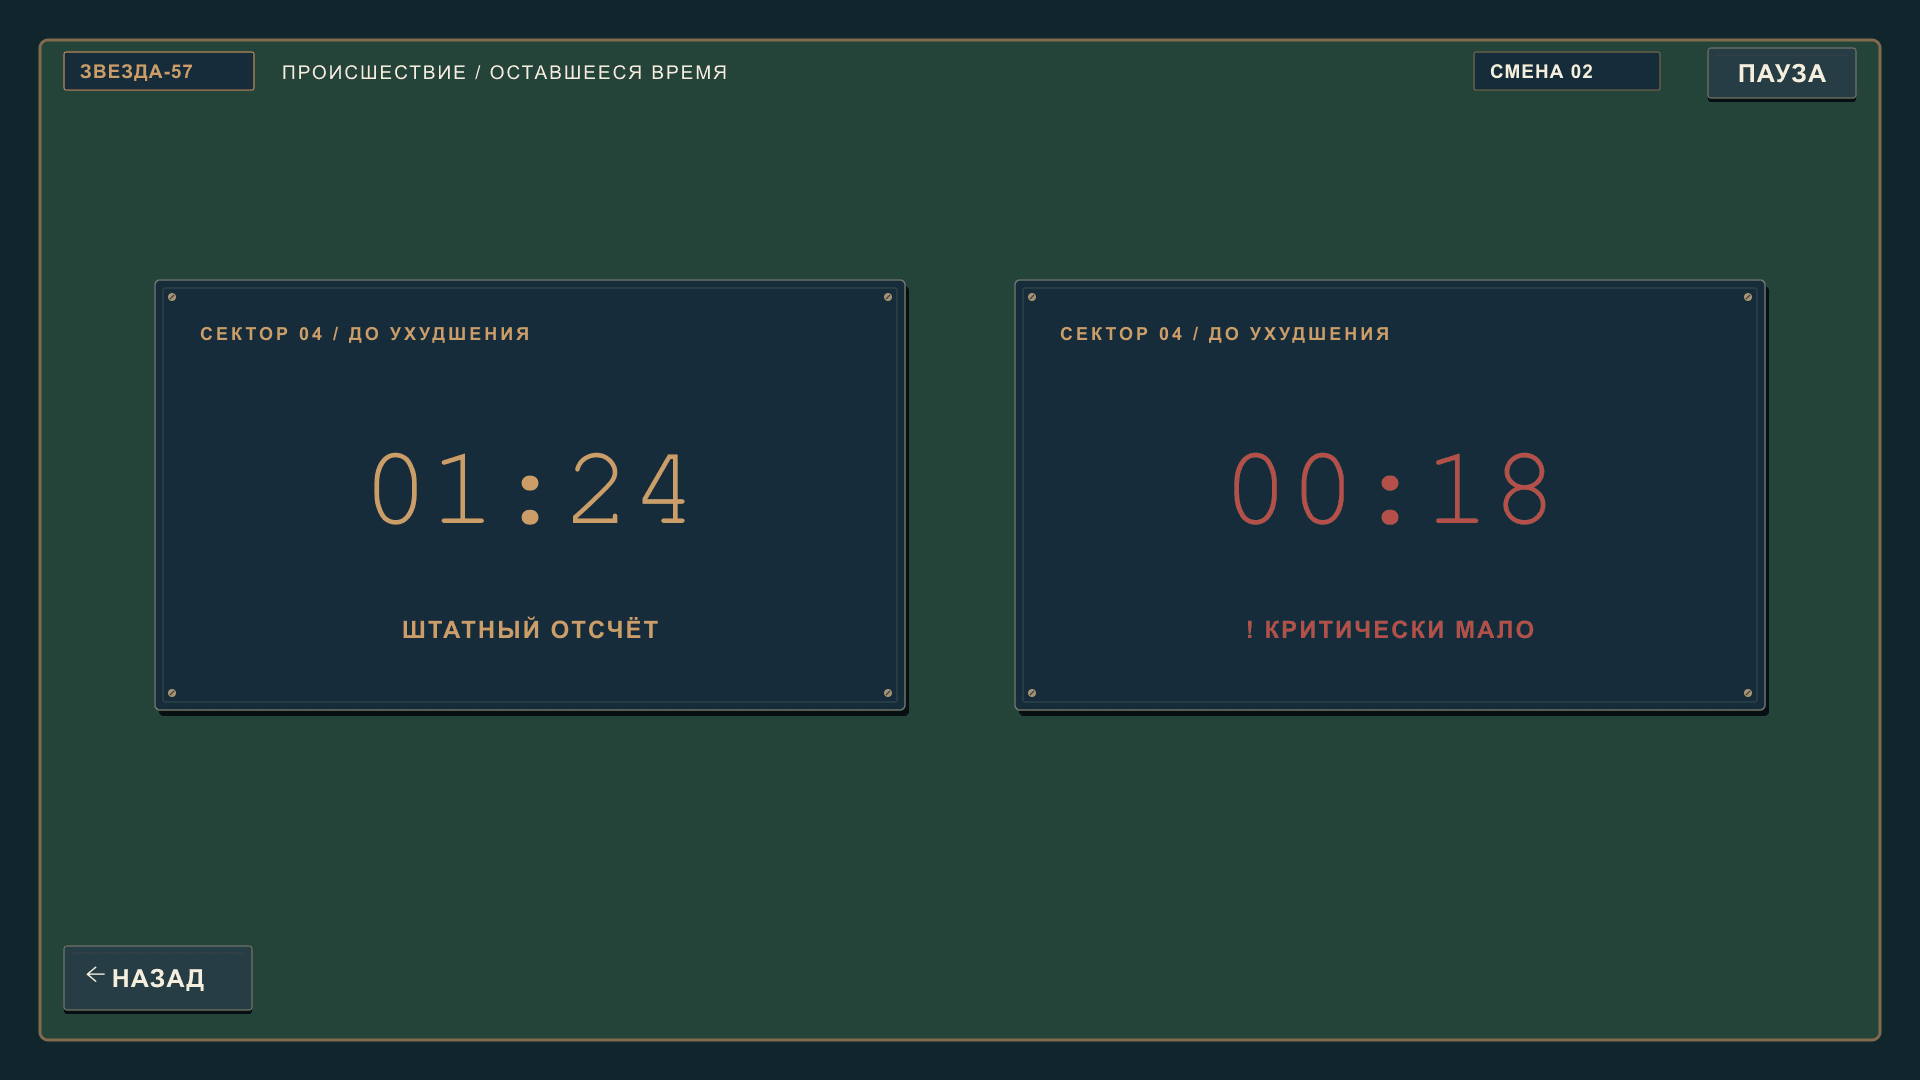 ЗВЕЗДА-57
ПРОИСШЕСТВИЕ / ОСТАВШЕЕСЯ ВРЕМЯ
СМЕНА 02
ПАУЗА
СЕКТОР 04 / ДО УХУДШЕНИЯ
01:24
ШТАТНЫЙ ОТСЧЁТ
СЕКТОР 04 / ДО УХУДШЕНИЯ
00:18
! КРИТИЧЕСКИ МАЛО
← НАЗАД